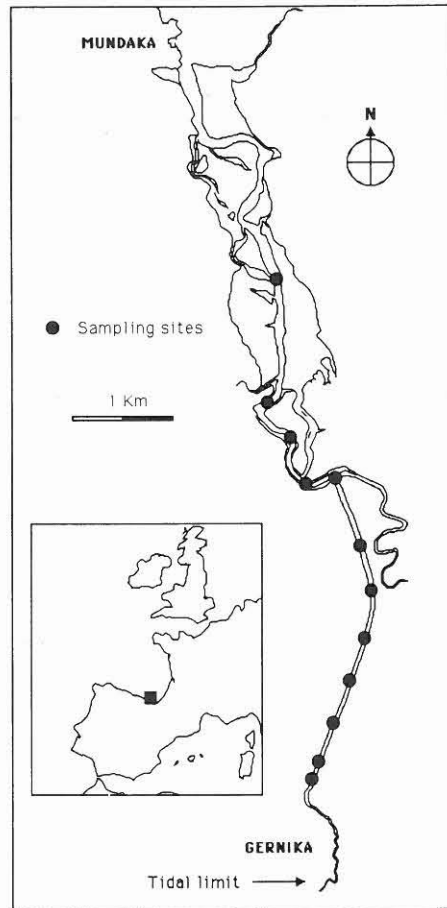 MUNDAKA
N
Sampling sites
1 Km
GERNIKA
Tidal limit